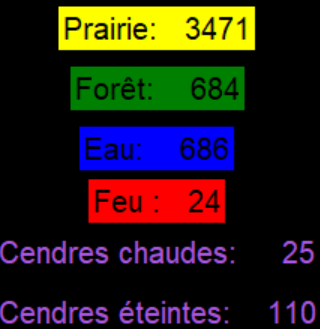 Prairie: 3471
Forêt: 684
Eau: 686
Feu : 24
Cendres chaudes: 25
Cendres éteintes: 110